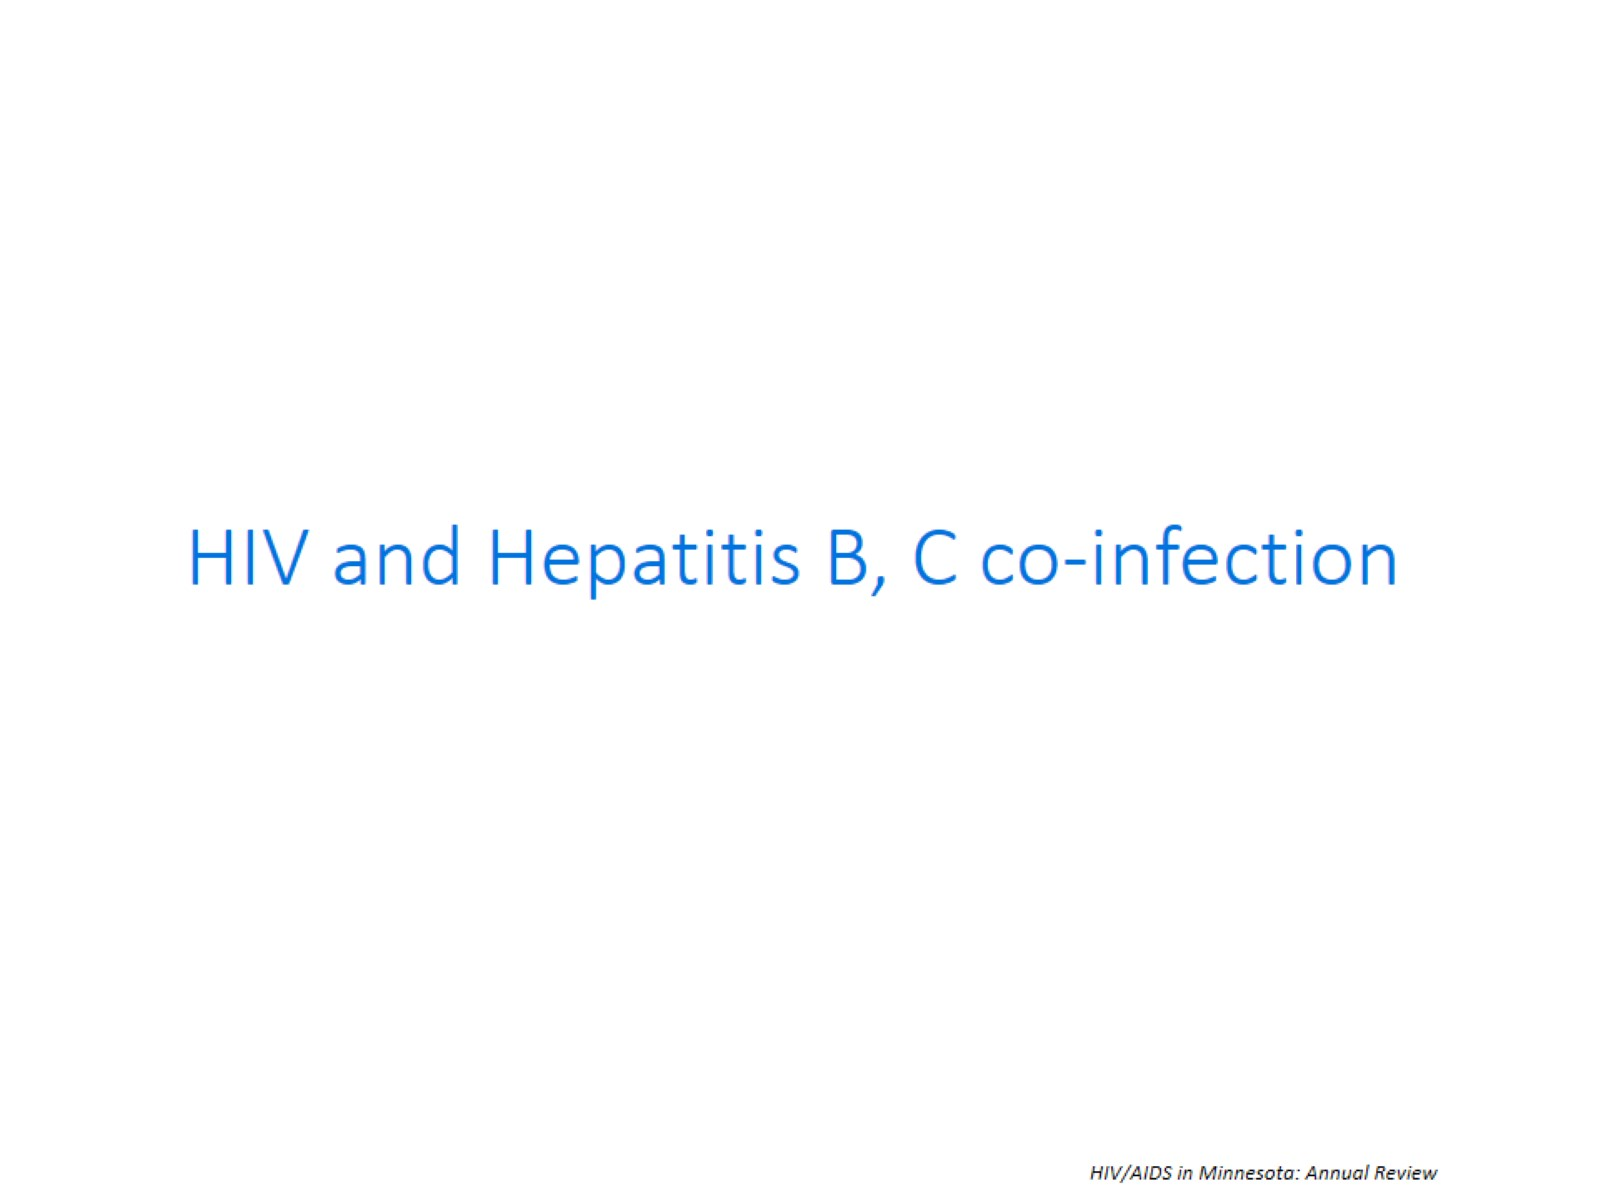 HIV and Hepatitis B, C co-infection
HIV/AIDS in Minnesota: Annual Review